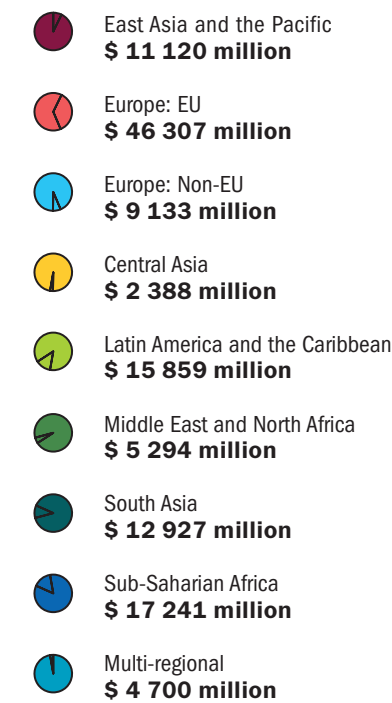 East Asia and the Pacific
$ 11 120 million
Europe: EU
$ 46 307 million
Europe: Non-EU
$ 9 133 million
Central Asia
$ 2 388 million
Latin America and the Caribbean
$ 15 859 million
Middle East and North Africa
$ 5 294 million
South Asia
$ 12 927 million
Sub-Saharian Africa
$ 17 241 million
Multi-regional
$ 4 700 million